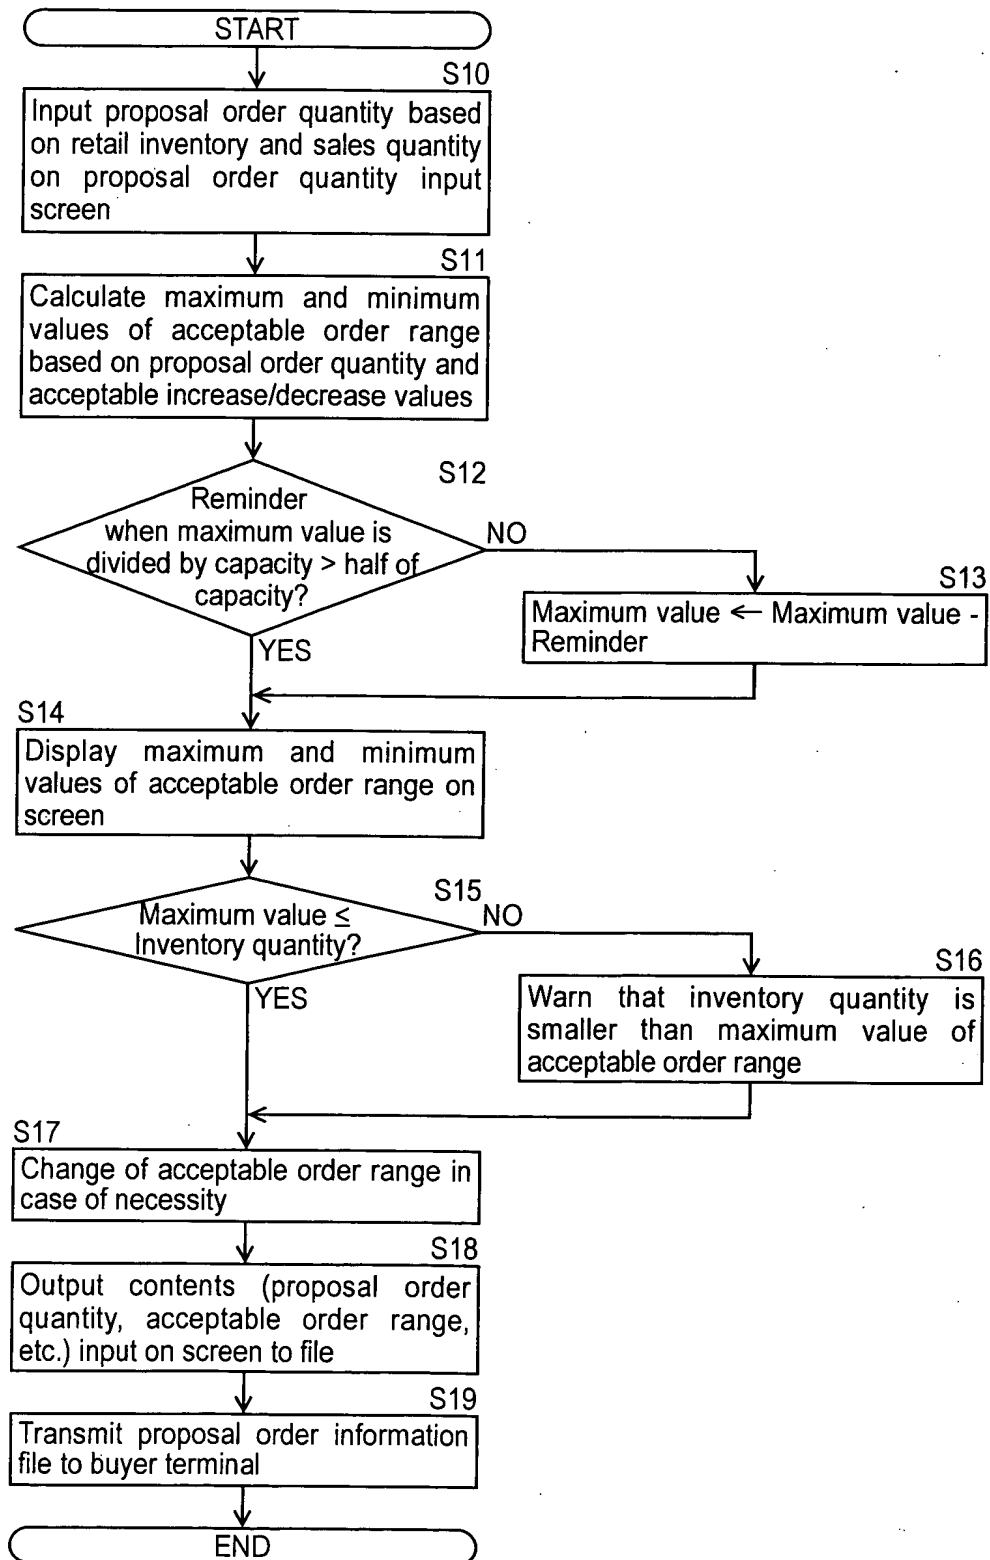 START
S10
Input proposal order quantity based
on retail inventory and sales quantity
on proposal order quantity input
screen
S11
Calculate maximum and minimum
values of acceptable order range
based on proposal order quantity and
acceptable increase/decrease values
S12
Reminder
when maximum value is
divided by capacity > half of
capacity?
NO
YES
S13
Maximum value ← Maximum value -
Reminder
S14
Display maximum and minimum
values of acceptable order range on
screen
S15
Maximum value ≤
Inventory quantity?
NO
YES
S16
Warn that inventory quantity is
smaller than maximum value of
acceptable order range
S17
Change of acceptable order range in
case of necessity
S18
Output contents (proposal order
quantity, acceptable order range,
etc.) input on screen to file
S19
Transmit proposal order information
file to buyer terminal
END